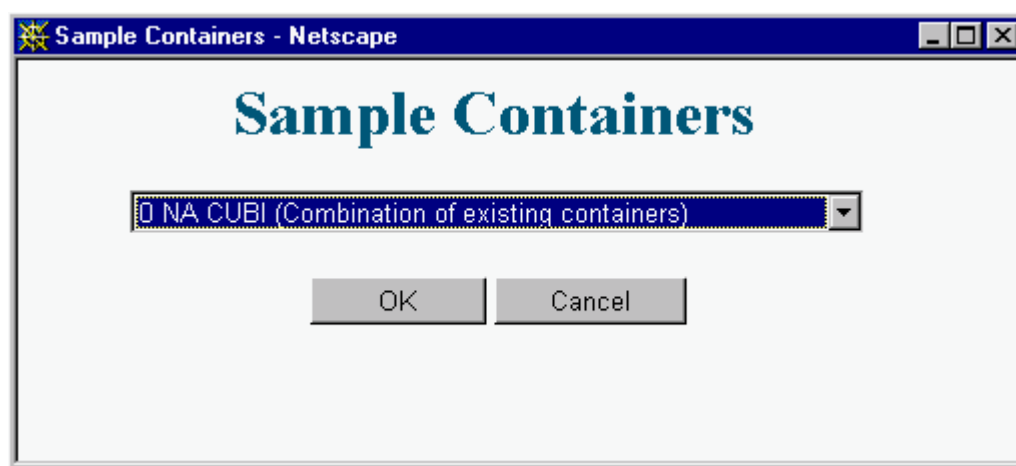 Sample Containers - Netscape
Sample Containers
0 NA CUBI (Combination of existing containers)
OK
Cancel